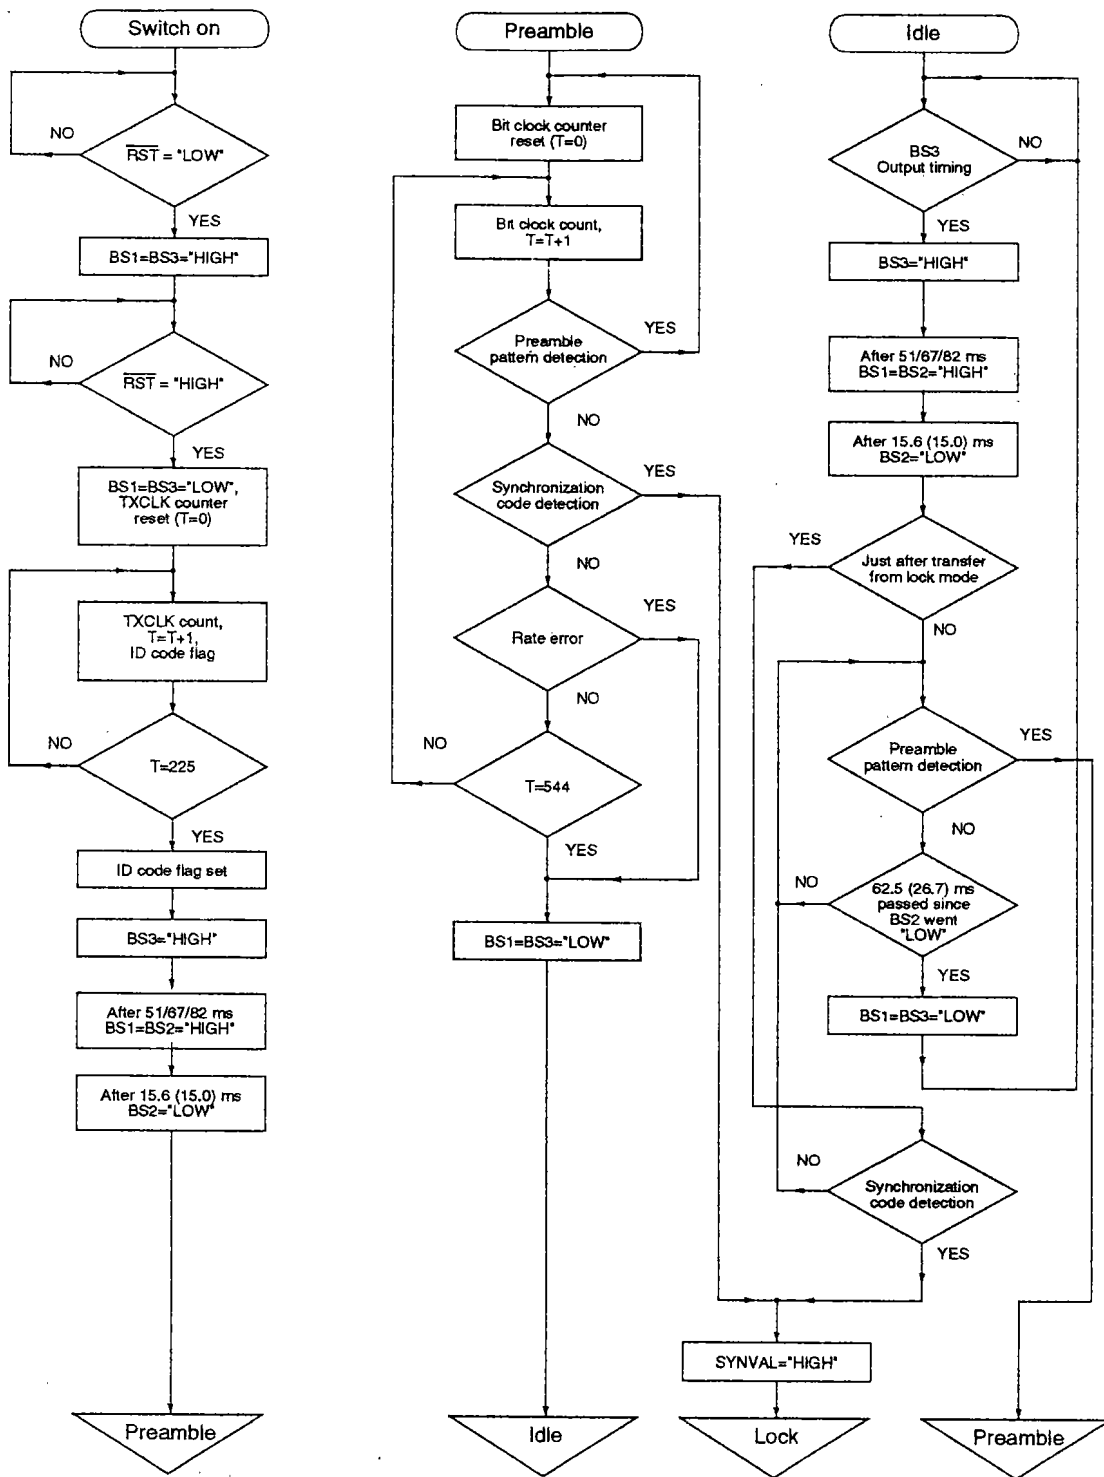 Switch on
NO
RST = "LOW"
YES
BS1=BS3="HIGH"
NO
RST = "HIGH"
YES
BS1=BS3="LOW",
TXCLK counter
reset (T=0)
TXCLK count,
T=T+1,
ID code flag
NO
T=225
YES
ID code flag set
BS3="HIGH"
After 51/67/82 ms
BS1=BS2="HIGH"
After 15.6 (15.0) ms
BS2="LOW"
Preamble
Preamble
Bit clock counter
reset (T=0)
Bit clock count,
T=T+1
YES
Preamble
pattern detection
NO
YES
Synchronization
code detection
NO
YES
Rate error
NO
NO
T=544
YES
BS1=BS3="LOW"
Idle
Idle
NO
BS3
Output timing
YES
BS3="HIGH"
After 51/67/82 ms
BS1=BS2="HIGH"
After 15.6 (15.0) ms
BS2="LOW"
YES
Just after transfer
from lock mode
NO
YES
Preamble
pattern detection
NO
NO
62.5 (26.7) ms
passed since
BS2 went
"LOW"
YES
BS1=BS3="LOW"
NO
Synchronization
code detection
YES
SYNVAL="HIGH"
Lock
Preamble